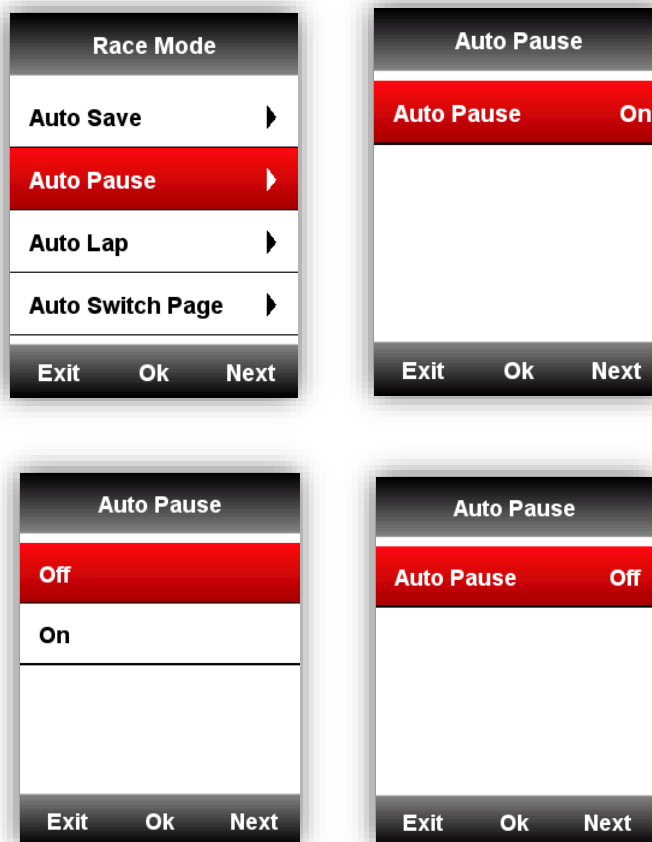 Race Mode
Auto Save
Auto Pause
Auto Lap
Auto Switch Page
Exit Ok Next
Auto Pause
Auto Pause On
Exit Ok Next
Auto Pause
Off
On
Exit Ok Next
Auto Pause
Auto Pause Off
Exit Ok Next